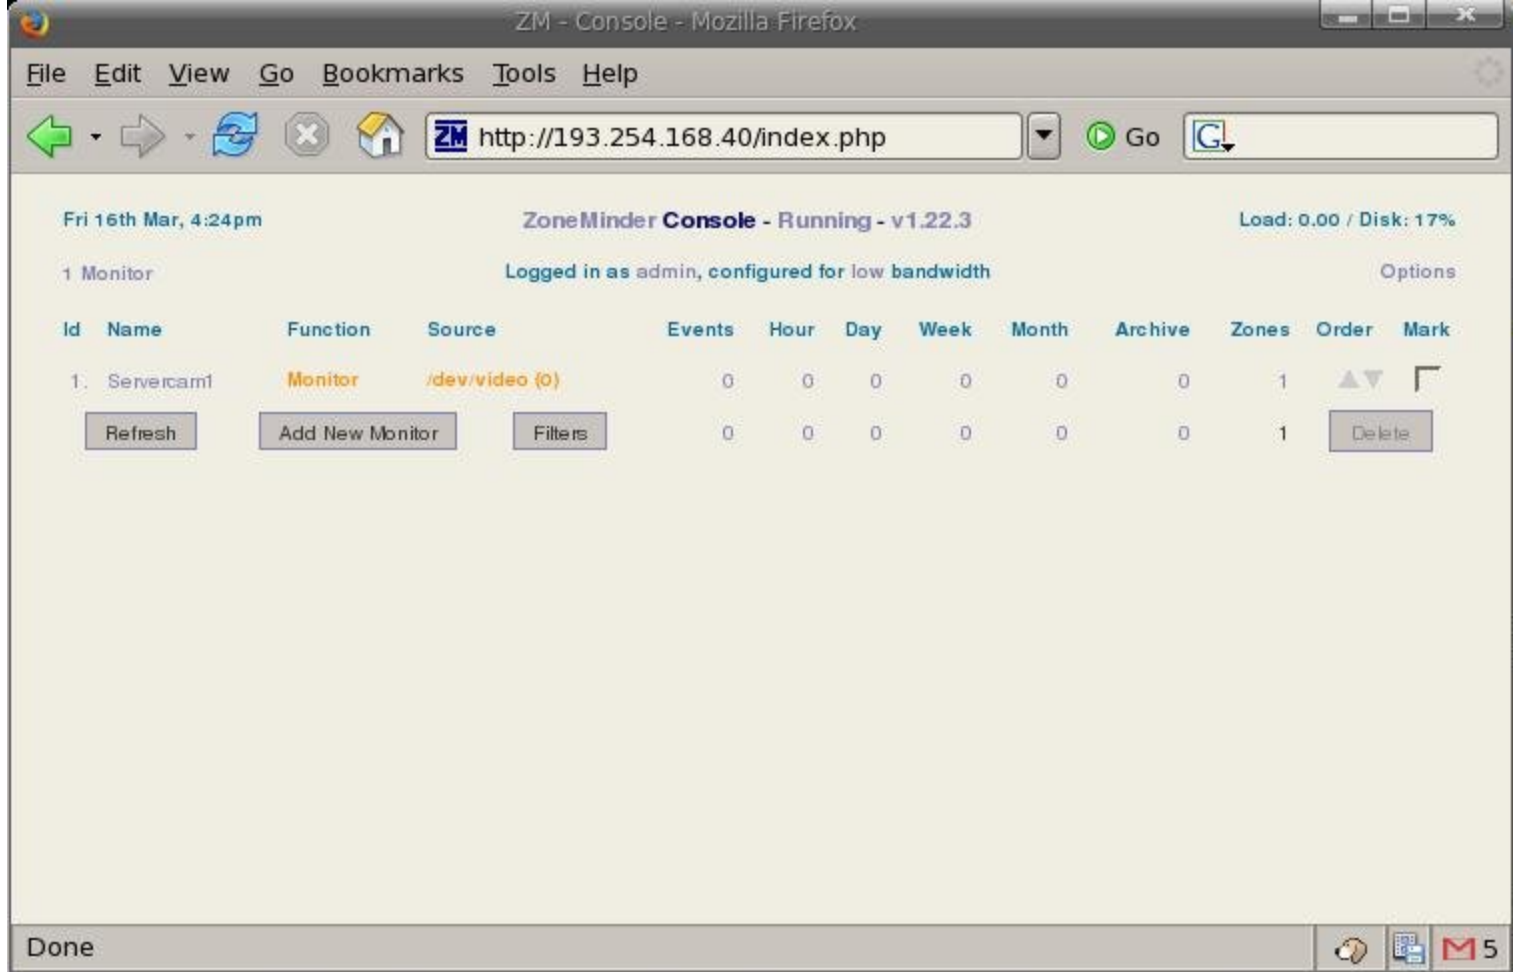 ZM - Console - Mozilla Firefox
File Edit View Go Bookmarks Tools Help
ZM http://193.254.168.40/index.php Go G
Fri 16th Mar, 4:24pm ZoneMinder Console - Running - v1.22.3 Load: 0.00 / Disk: 17%
1 Monitor Logged in as admin, configured for low bandwidth Options
Id Name Function Source Events Hour Day Week Month Archive Zones Order Mark
1. Servercam1 Monitor /dev/video (0) 0 0 0 0 0 0 1
Refresh Add New Monitor Filters 0 0 0 0 0 0 1 Delete
Done 5